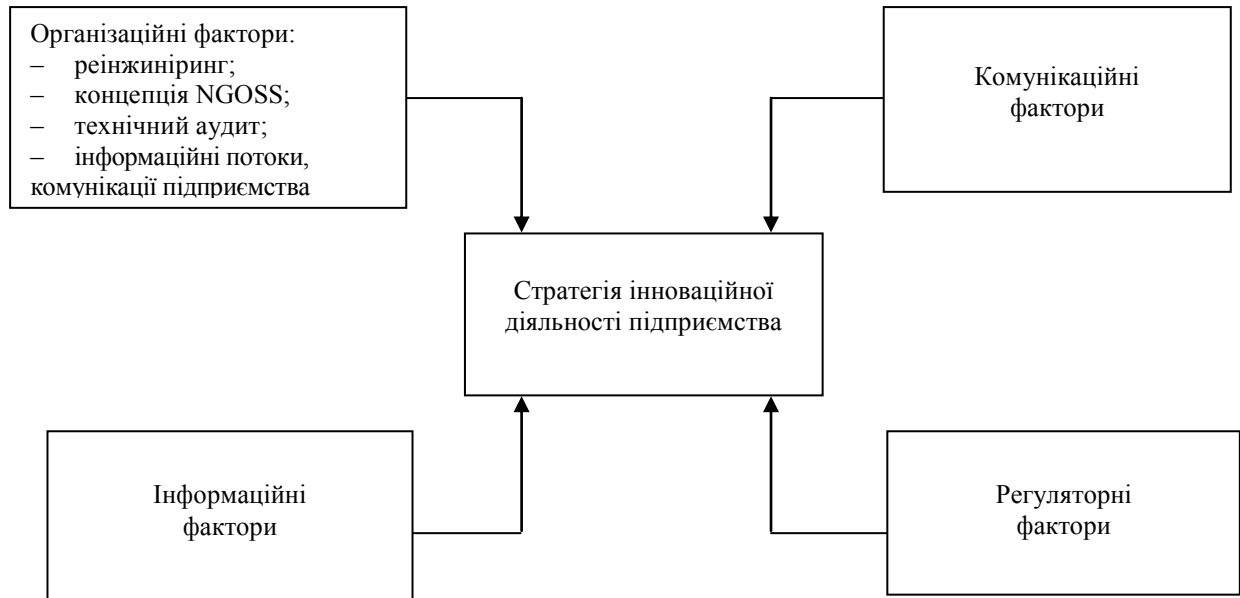 Організаційні фактори:
– реінжиніринг;
– концепція NGOSS;
– технічний аудит;
– інформаційні потоки,
комунікації підприємства
Комунікаційні
фактори
Стратегія інноваційної
діяльності підприємства
Інформаційні
фактори
Регуляторні
фактори